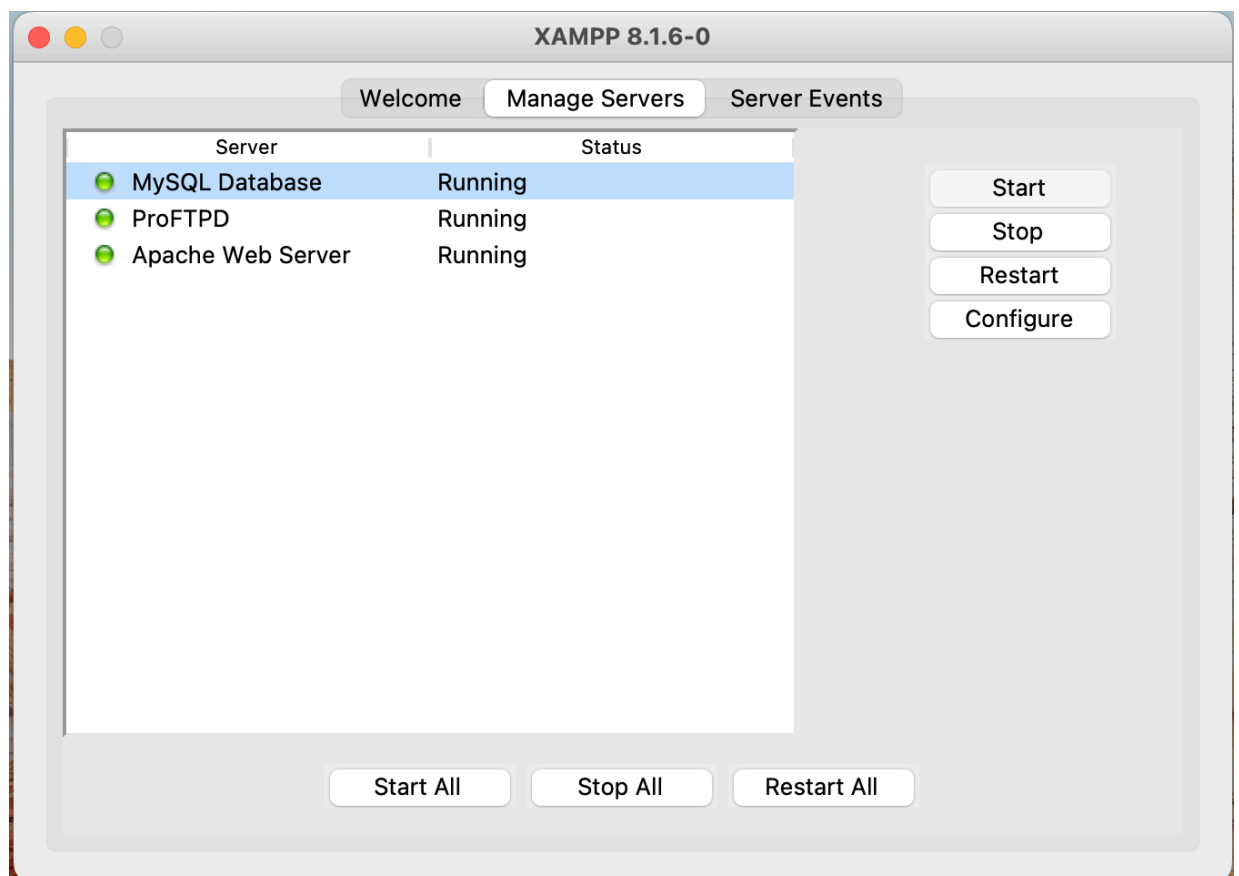 XAMPP 8.1.6-0
Welcome Manage Servers Server Events
Server Status
MySQL Database Running
ProFTPD Running
Apache Web Server Running
Start
Stop
Restart
Configure
Start All Stop All Restart All